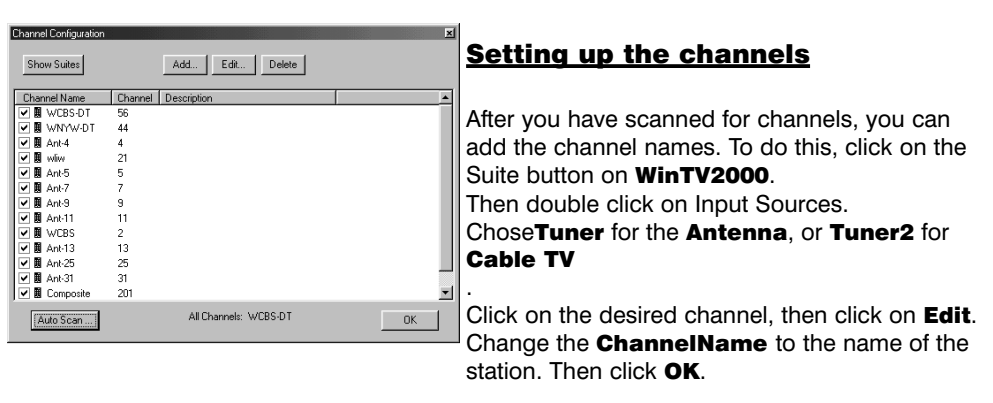 Channel Configuration
Show Suites Add... Edit... Delete
Channel Name Channel Description
WCBS-DT 56
WNYW-DT 44
Ant-4 4
wliw 21
Ant-5 5
Ant-7 7
Ant-9 9
Ant-11 11
WCBS 2
Ant-13 13
Ant-25 25
Ant-31 31
Composite 201
Auto Scan ... All Channels: WCBS-DT OK
Setting up the channels
After you have scanned for channels, you can
add the channel names. To do this, click on the
Suite button on WinTV2000.
Then double click on Input Sources.
ChoseTuner for the Antenna, or Tuner2 for
Cable TV
.
Click on the desired channel, then click on Edit.
Change the ChannelName to the name of the
station. Then click OK.